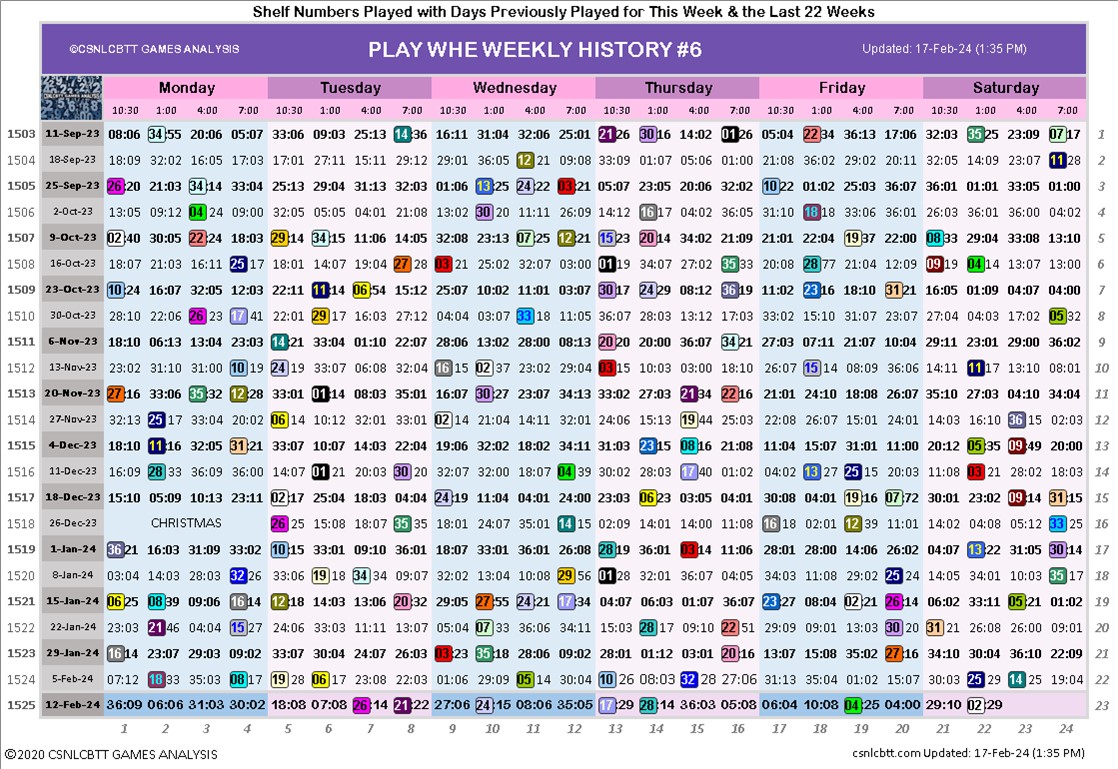 Shelf Numbers Played with Days Previously Played for This Week & the Last 22 Weeks
©CSNLCBTT GAMES ANALYSIS PLAY WHE WEEKLY HISTORY #6 Updated: 17-Feb-24 (1:35 PM)
Monday Tuesday Wednesday Thursday Friday Saturday
10:30 1:00 4:00 7:00 10:30 1:00 4:00 7:00 10:30 1:00 4:00 7:00 10:30 1:00 4:00 7:00 10:30 1:00 4:00 7:00 10:30 1:00 4:00 7:00
1503 11-Sep-23 08:06 34:55 20:06 05:07 33:06 09:03 25:13 14:36 16:11 31:04 32:06 25:01 21:26 30:16 14:02 01:26 05:04 22:34 36:13 17:06 32:03 35:25 23:09 07:17 1
1504 18-Sep-23 18:09 32:02 16:05 17:03 17:01 27:11 15:11 29:12 29:01 36:05 12 21 09:08 33:09 01:07 05:06 01:00 21:08 36:02 29:02 20:11 32:05 14:09 23:07 11 28 2
1505 25-Sep-23 26:20 21:03 34:14 33:04 25:13 29:04 31:13 32:03 01:06 13:25 24:22 03:21 05:07 23:05 20:06 32:02 10:22 01:02 25:03 36:07 36:01 01:01 33:05 01:00 3
1506 2-Oct-23 13:05 09:12 04 24 09:00 32:05 05:05 04:01 21:08 13:02 30 20 11:11 26:09 14:12 16 17 04:02 36:05 31:10 18 18 33:06 36:01 26:03 36:01 36:00 04:02 4
1507 9-Oct-23 02:40 30:05 22:24 18:03 29:14 34:15 11:06 14:05 32:08 23:13 07:25 12:21 15:23 20:14 34:02 21:09 21:01 22:04 19:37 22:00 08:33 29:04 33:08 13:10 5
1508 16-Oct-23 18:07 21:03 16:11 25 17 18:01 14:07 19:04 27 28 03 21 25:02 32:07 03:00 01 19 34:07 27:02 35 33 20:08 28 77 21:04 12:09 09 19 04 14 13:07 13:00 6
1509 23-Oct-23 10:24 16:07 32:05 12:03 22:11 11:14 06:54 15:12 25:07 10:02 11:01 03:07 30:17 24:29 08:12 36:19 11:02 23:16 18:10 31:21 16:05 01:09 04:07 04:00 7
1510 30-Oct-23 28:10 22:06 26 23 17 41 22:01 29 17 16:03 27:12 04:04 03:07 33 18 11:05 36:07 28:03 13:12 17:03 33:02 15:10 31:01 27:08 27:04 04:03 17:02 05 32 8
1511 6-Nov-23 18:10 06:13 13:04 23:03 14:21 33:04 01:10 22:07 28:06 13:02 28:00 08:13 20:20 20:00 36:07 34:21 27:03 07:11 21:07 10:04 29:11 23:01 29:00 36:02 9
1512 13-Nov-23 23:02 31:10 31:00 10 19 24 19 33:07 06:08 32:04 16 15 02 37 22:08 01:09 03 15 10:03 03:00 18:10 26:07 15 14 08:09 36:06 14:11 11 17 13:10 08:01 10
1513 20-Nov-23 27:16 33:06 35:32 12:28 33:01 01:14 08:03 35:01 16:07 30:27 23:07 34:13 33:02 27:03 21:34 22:16 21:01 24:10 18:08 26:07 35:10 27:03 04:10 34:04 11
1514 27-Nov-23 32:13 25 17 33:04 20:02 06 14 10:12 32:03 33:01 02 14 21:04 14:11 32:01 24:06 15:13 19 44 25:03 22:08 26:07 12:01 28:01 14:03 16:10 36 15 02:03 12
1515 4-Dec-23 18:10 11:16 32:05 31:21 33:07 10:07 14:03 22:04 19:06 32:02 18:02 34:11 31:03 23:15 08:16 21:08 11:04 15:07 13:01 11:00 20:12 05:35 09:49 20:00 13
1516 11-Dec-23 16:09 28 33 36:09 36:00 14:07 01 21 20:03 30 20 32:07 32:00 18:07 04 39 30:02 28:03 17 40 01:02 04:02 13 27 25 15 20:03 11:08 03 21 28:02 18:03 14
1517 18-Dec-23 15:10 05:09 10:13 23:11 02:17 25:04 18:03 04:04 24:19 11:04 04:01 24:00 23:03 06:23 03:05 04:01 30:08 04:01 19:16 07:72 30:01 23:02 09:14 31:15 15
1518 26-Dec-23 CHRISTMAS 26 25 15:08 18:07 35 35 18:01 24:07 35:01 14 15 02:09 14:01 14:00 11:08 16 18 02:01 12 39 11:06 14:02 04:08 05:12 33 25 16
1519 1-Jan-24 36:21 16:03 31:09 33:02 10:15 33:01 09:10 36:01 18:07 33:01 36:01 26:08 28:19 36:01 03:14 11:06 28:01 28:00 14:06 26:02 04:07 13:22 31:05 30:14 17
1520 8-Jan-24 03:04 14:03 28:03 32 26 33:06 19 18 34 34 09:07 32:02 13:04 10:08 29 56 01 28 32:01 36:07 04:05 34:03 11:08 29:02 25 24 18:05 34:01 10:03 35 17 18
1521 15-Jan-24 06:25 08:39 09:06 16:14 12:18 14:03 13:06 20:32 29:05 27:55 24:21 17:34 04:07 06:03 01:07 36:07 23:27 08:04 02:21 26:14 06:02 33:11 05:21 01:02 19
1522 22-Jan-24 23:03 21 46 04:04 15 27 24:06 33:03 11:11 13:07 05:04 07 33 36:06 34:11 15:03 28 17 09:10 22 51 13:07 06:05 02:04 30 20 31 21 26:08 26:00 09:01 20
1523 29-Jan-24 16 14 23:07 29:03 09:02 33:07 30:04 24:07 26:03 03:23 35:18 28:06 09:02 28:01 01:12 03:01 20:16 13:07 15:08 35:02 27:16 34:10 30:04 36:10 22:09 21
1524 5-Feb-24 07:12 18 33 35:03 08 17 19 28 06 17 23:08 22:03 01:06 29:09 05 14 30:04 10 26 08:03 32 28 27:06 31:13 35:04 01:02 15:07 30:03 25 29 14 25 19:04 22
1525 12-Feb-24 36:09 06:06 31:03 30:02 18:08 07:08 26:14 21:22 27:06 24:15 08:06 35:05 17:29 28:14 36:03 05:08 06:04 10:08 04:25 04:00 29:10 02:29 23
1 2 3 4 5 6 7 8 9 10 11 12 13 14 15 16 17 18 19 20 21 22 23 24
©2020 CSNLCBTT GAMES ANALYSIS csnlcbtt.com Updated: 17-Feb-24 (1:35 PM)